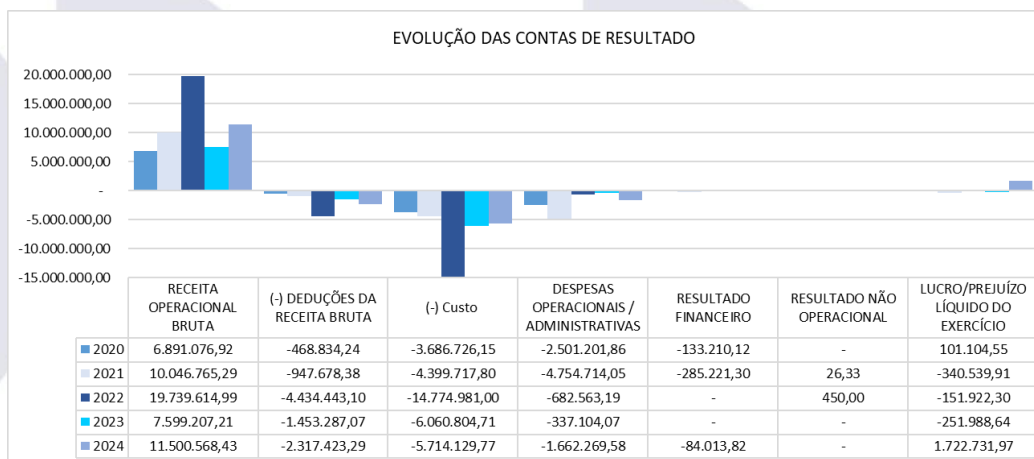 EVOLUÇÃO DAS CONTAS DE RESULTADO
20.000.000,00
15.000.000,00
10.000.000,00
5.000.000,00
-
-5.000.000,00
-10.000.000,00
-15.000.000,00
RECEITA OPERACIONAL BRUTA
(-) DEDUÇÕES DA RECEITA BRUTA
(-) Custo
DESPESAS OPERACIONAIS / ADMINISTRATIVAS
RESULTADO FINANCEIRO
RESULTADO NÃO OPERACIONAL
LUCRO/PREJUÍZO LÍQUIDO DO EXERCÍCIO
2020 6.891.076,92 -468.834,24 -3.686.726,15 -2.501.201,86 -133.210,12 - 101.104,55
2021 10.046.765,29 -947.678,38 -4.399.717,80 -4.754.714,05 -285.221,30 26,33 -340.539,91
2022 19.739.614,99 -4.434.443,10 -14.774.981,00 -682.563,19 - 450,00 -151.922,30
2023 7.599.207,21 -1.453.287,07 -6.060.804,71 -337.104,07 - - -251.988,64
2024 11.500.568,43 -2.317.423,29 -5.714.129,77 -1.662.269,58 -84.013,82 - 1.722.731,97